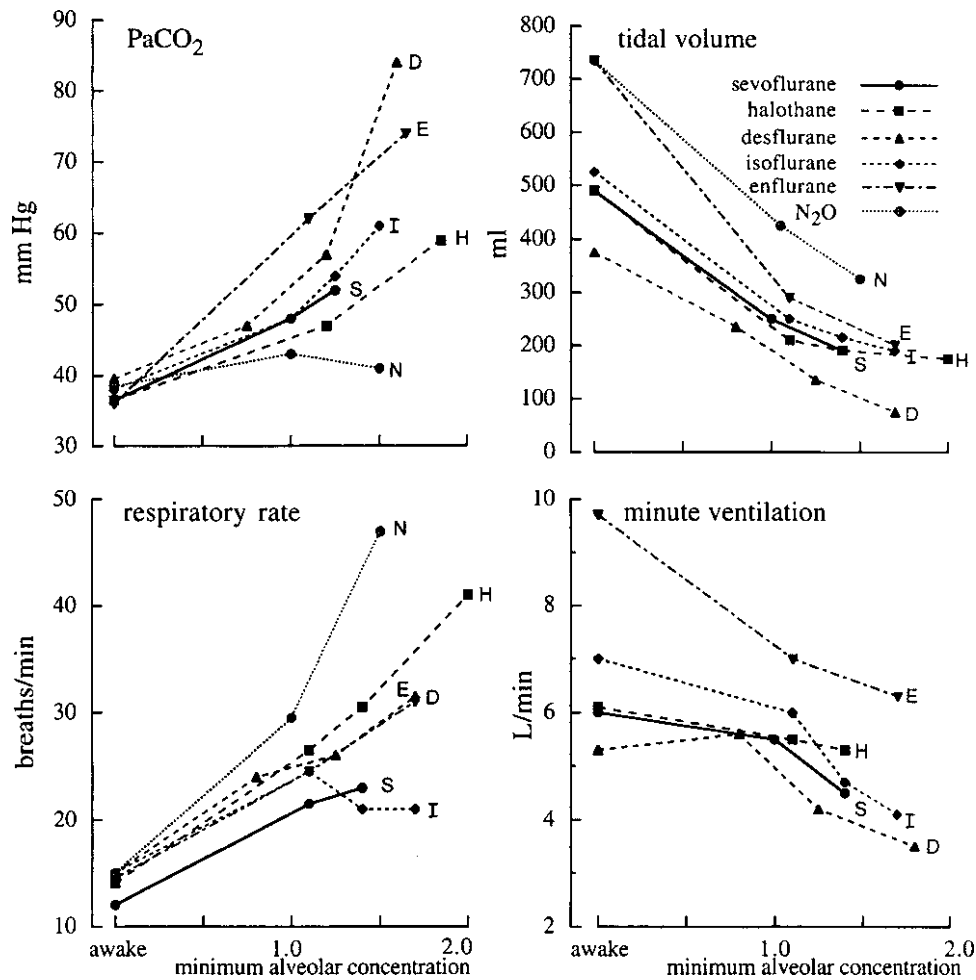 PaCO₂
90
80
70
60
50
40
30
mm Hg
D
E
I
H
S
N
tidal volume
800
700
600
500
400
300
200
100
0
ml
sevoflurane
halothane
desflurane
isoflurane
enflurane
N₂O
N
E
S
I
H
D
respiratory rate
50
40
30
20
10
breaths/min
N
H
E
D
S
I
awake
1.0
2.0
minimum alveolar concentration
minute ventilation
10
8
6
4
2
L/min
E
H
S
I
D
awake
1.0
2.0
minimum alveolar concentration